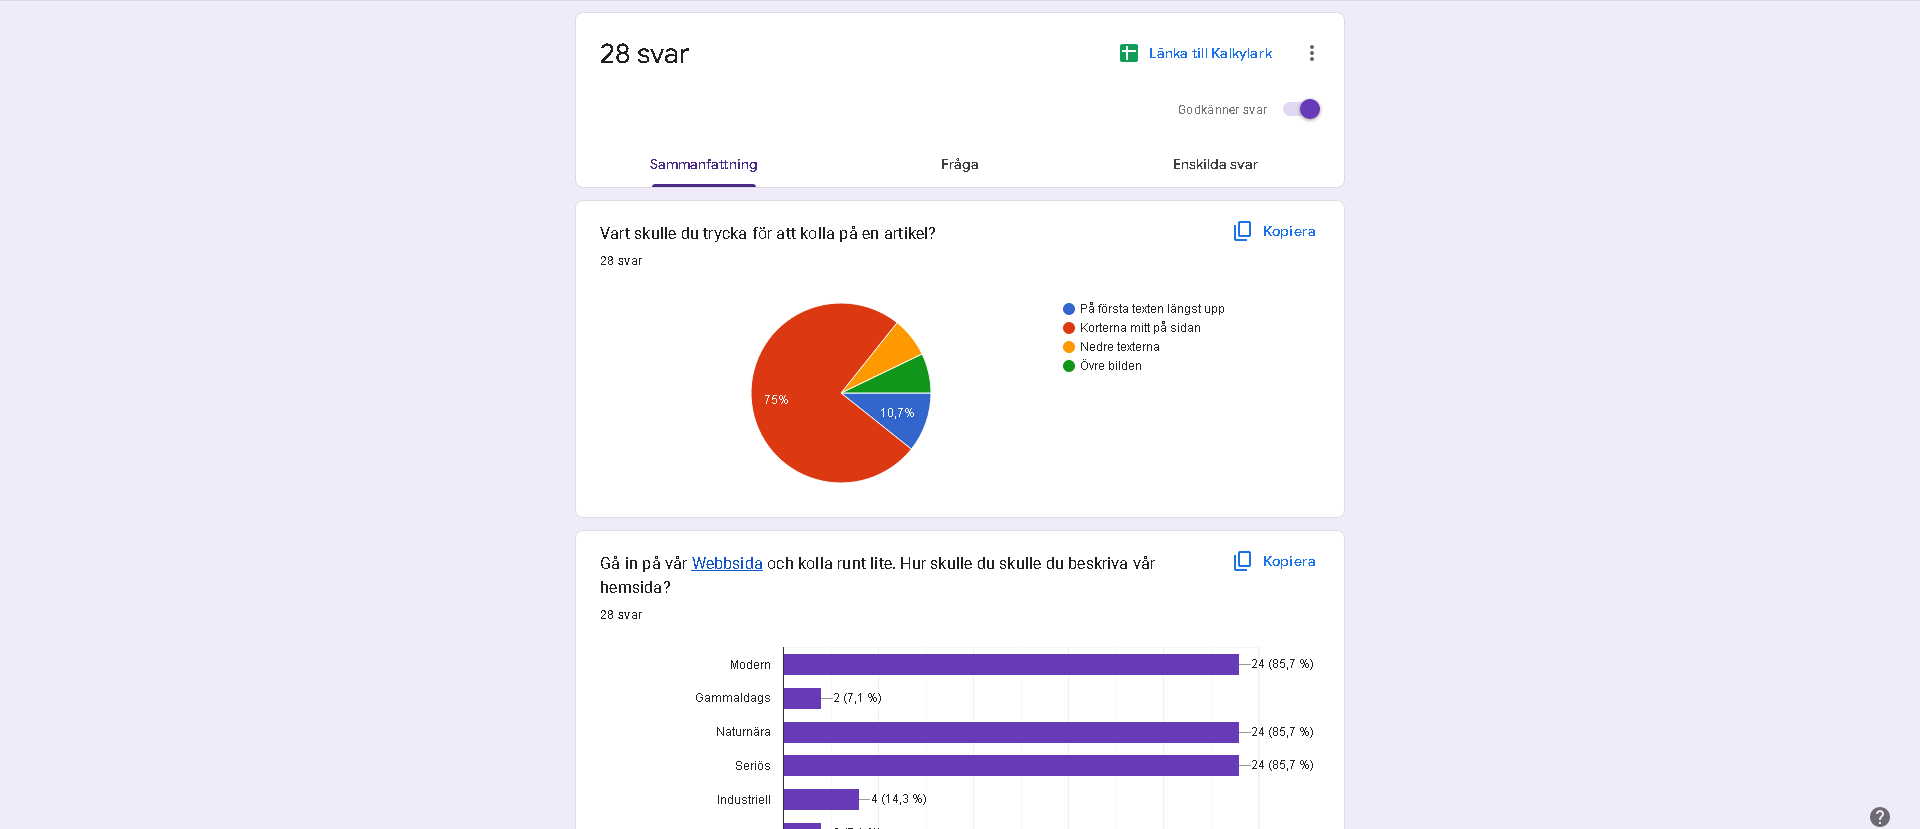 28 svar
Länka till Kalkylark
Godkänner svar
Sammanfattning
Fråga
Enskilda svar
Vart skulle du trycka för att kolla på en artikel?
Kopiera
28 svar
På första texten längst upp
Korterna mitt på sidan
Nedre texterna
Övre bilden
75%
10,7%
Gå in på vår Webbsida och kolla runt lite. Hur skulle du skulle du beskriva vår
hemsida?
Kopiera
28 svar
Modern 24 (85,7 %)
Gammaldags 2 (7,1 %)
Naturnära 24 (85,7 %)
Seriös 24 (85,7 %)
Industriell 4 (14,3 %)